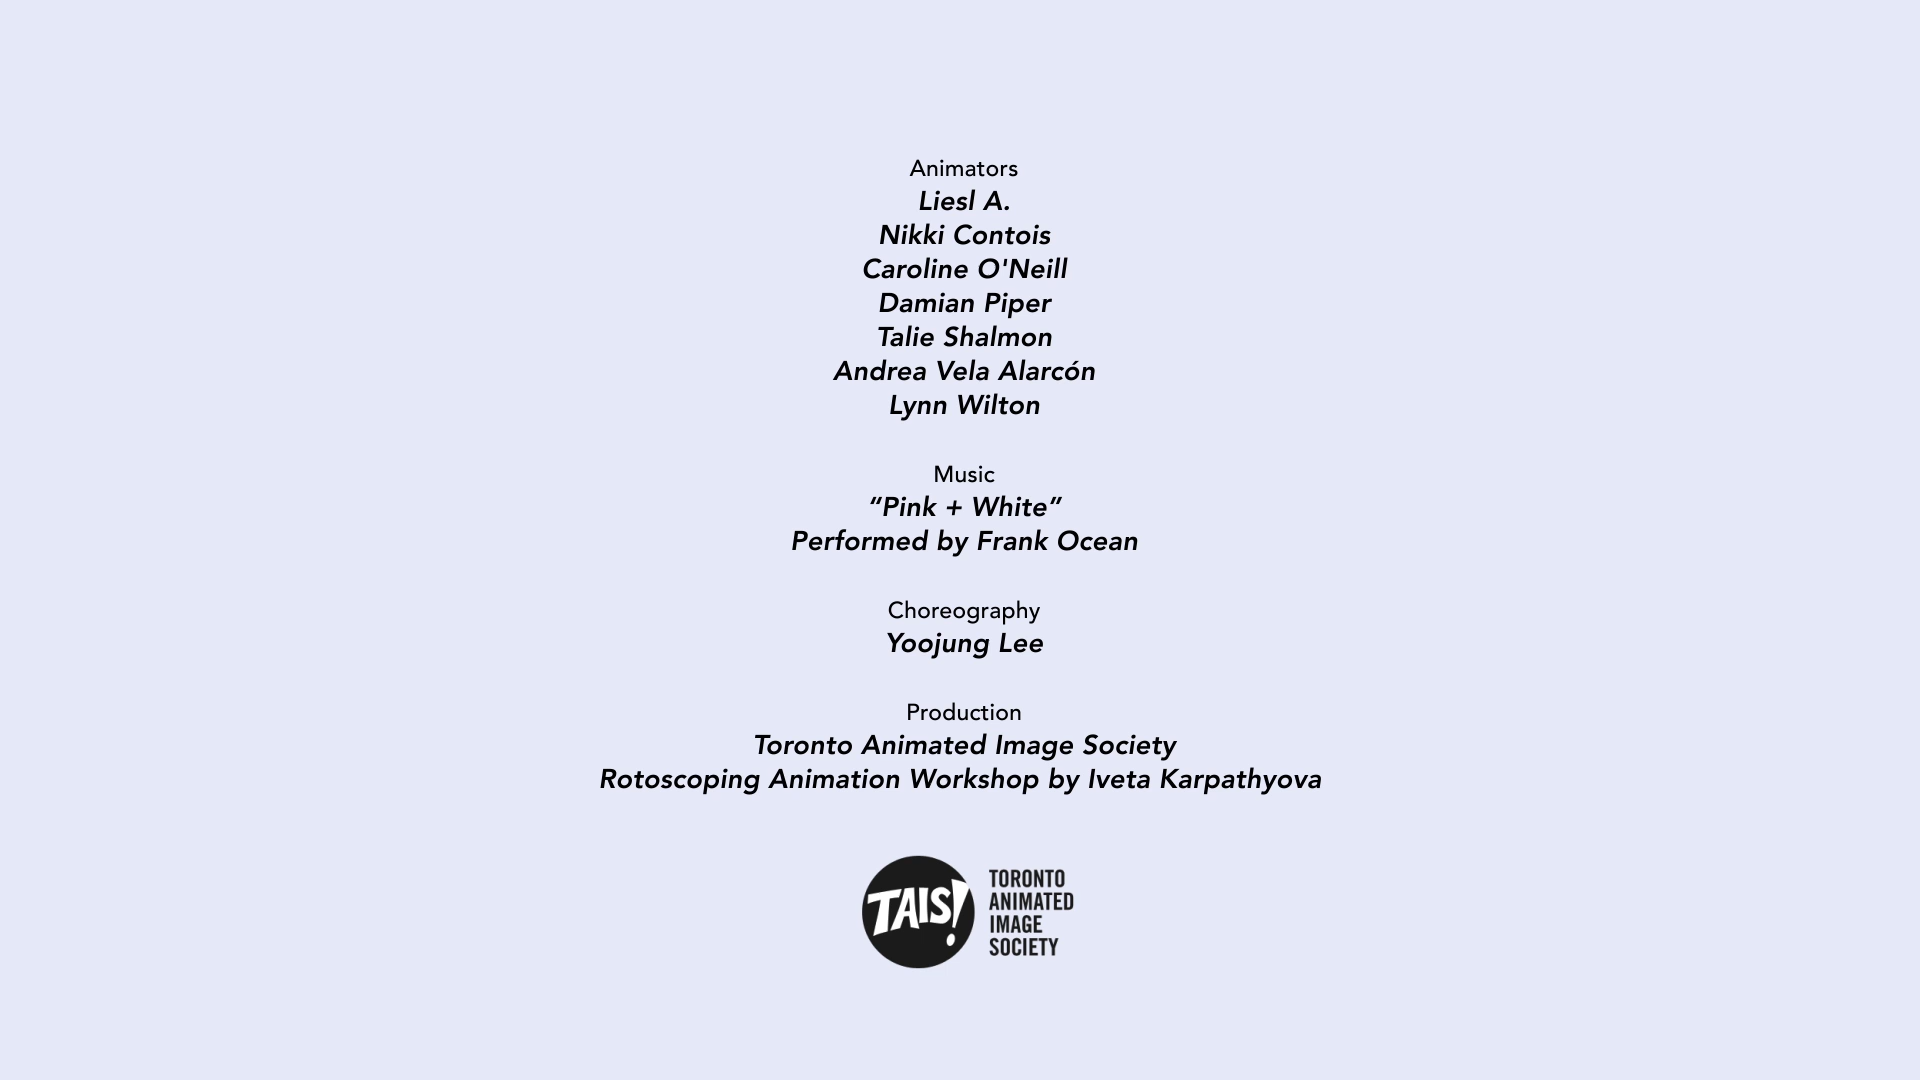 Animators
Liesl A.
Nikki Contois
Caroline O'Neill
Damian Piper
Talie Shalmon
Andrea Vela Alarcón
Lynn Wilton
Music
“Pink + White”
Performed by Frank Ocean
Choreography
Yoojung Lee
Production
Toronto Animated Image Society
Rotoscoping Animation Workshop by Iveta Karpathyova
TAIS!
TORONTO
ANIMATED
IMAGE
SOCIETY